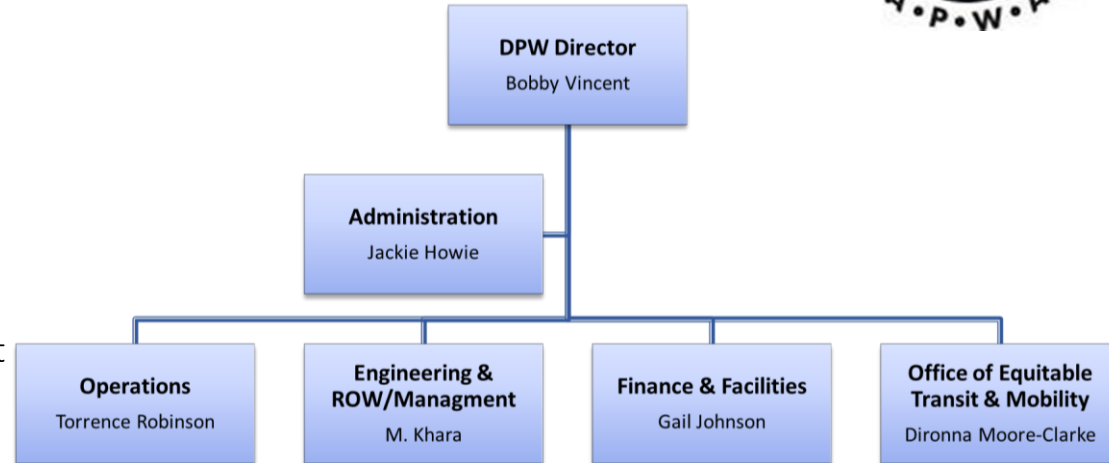 A•P•W•A
DPW Director
Bobby Vincent
Administration
Jackie Howie
Operations
Torrence Robinson
Engineering &
ROW/Managment
M. Khara
Finance & Facilities
Gail Johnson
Office of Equitable
Transit & Mobility
Dironna Moore-Clarke